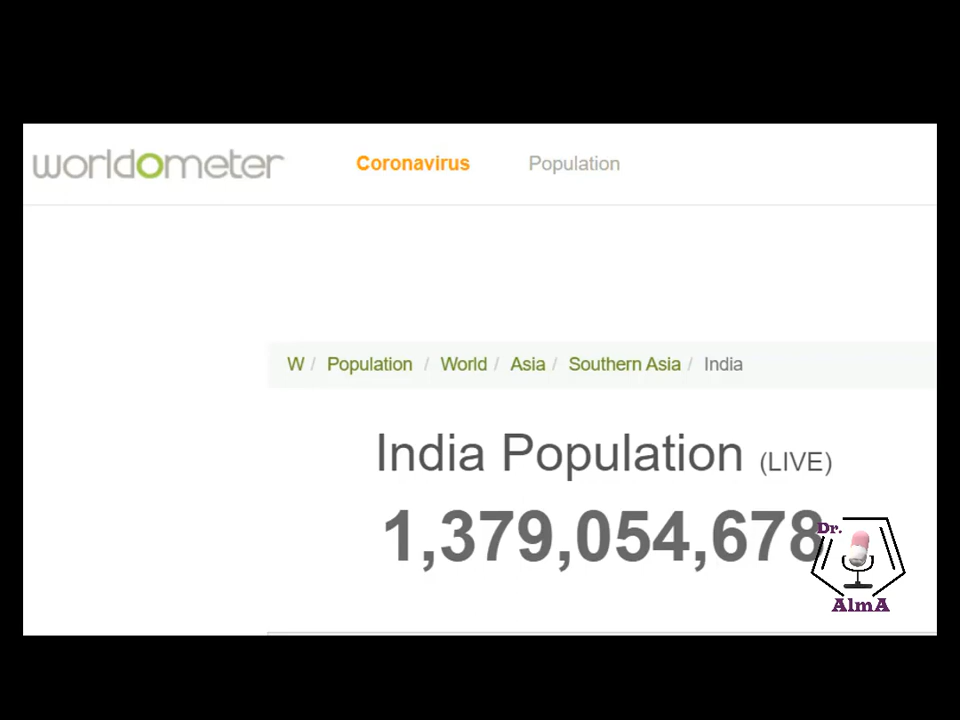 worldometer Coronavirus Population
W / Population / World / Asia / Southern Asia / India
India Population (LIVE)
1,379,054,678
Dr.
AlmA